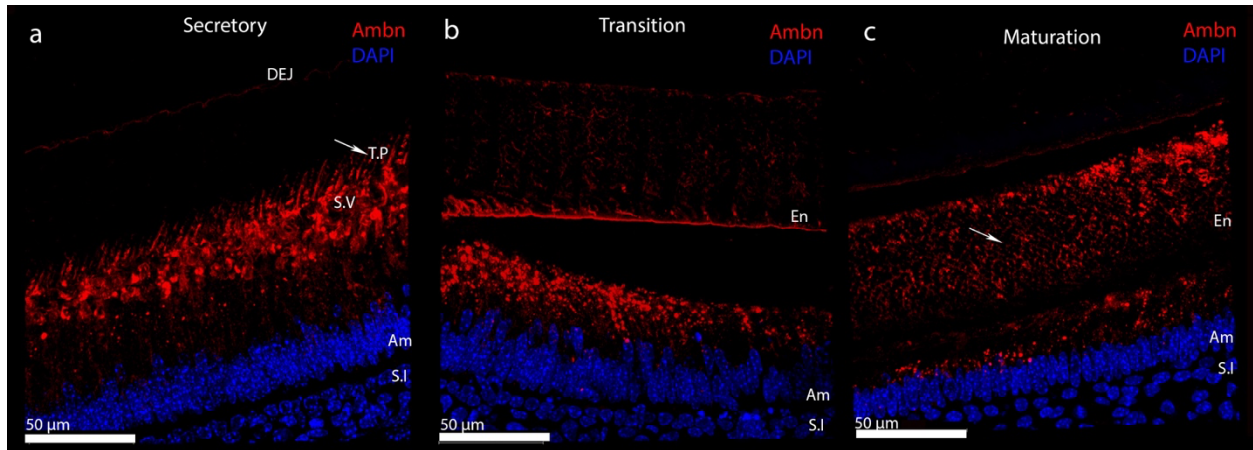 a
Secretory
Ambn
DAPI
DEJ
T.P
S.V
Am
S.I
50 µm
b
Transition
Ambn
DAPI
En
Am
S.I
50 µm
c
Maturation
Ambn
DAPI
En
Am
S.I
50 µm